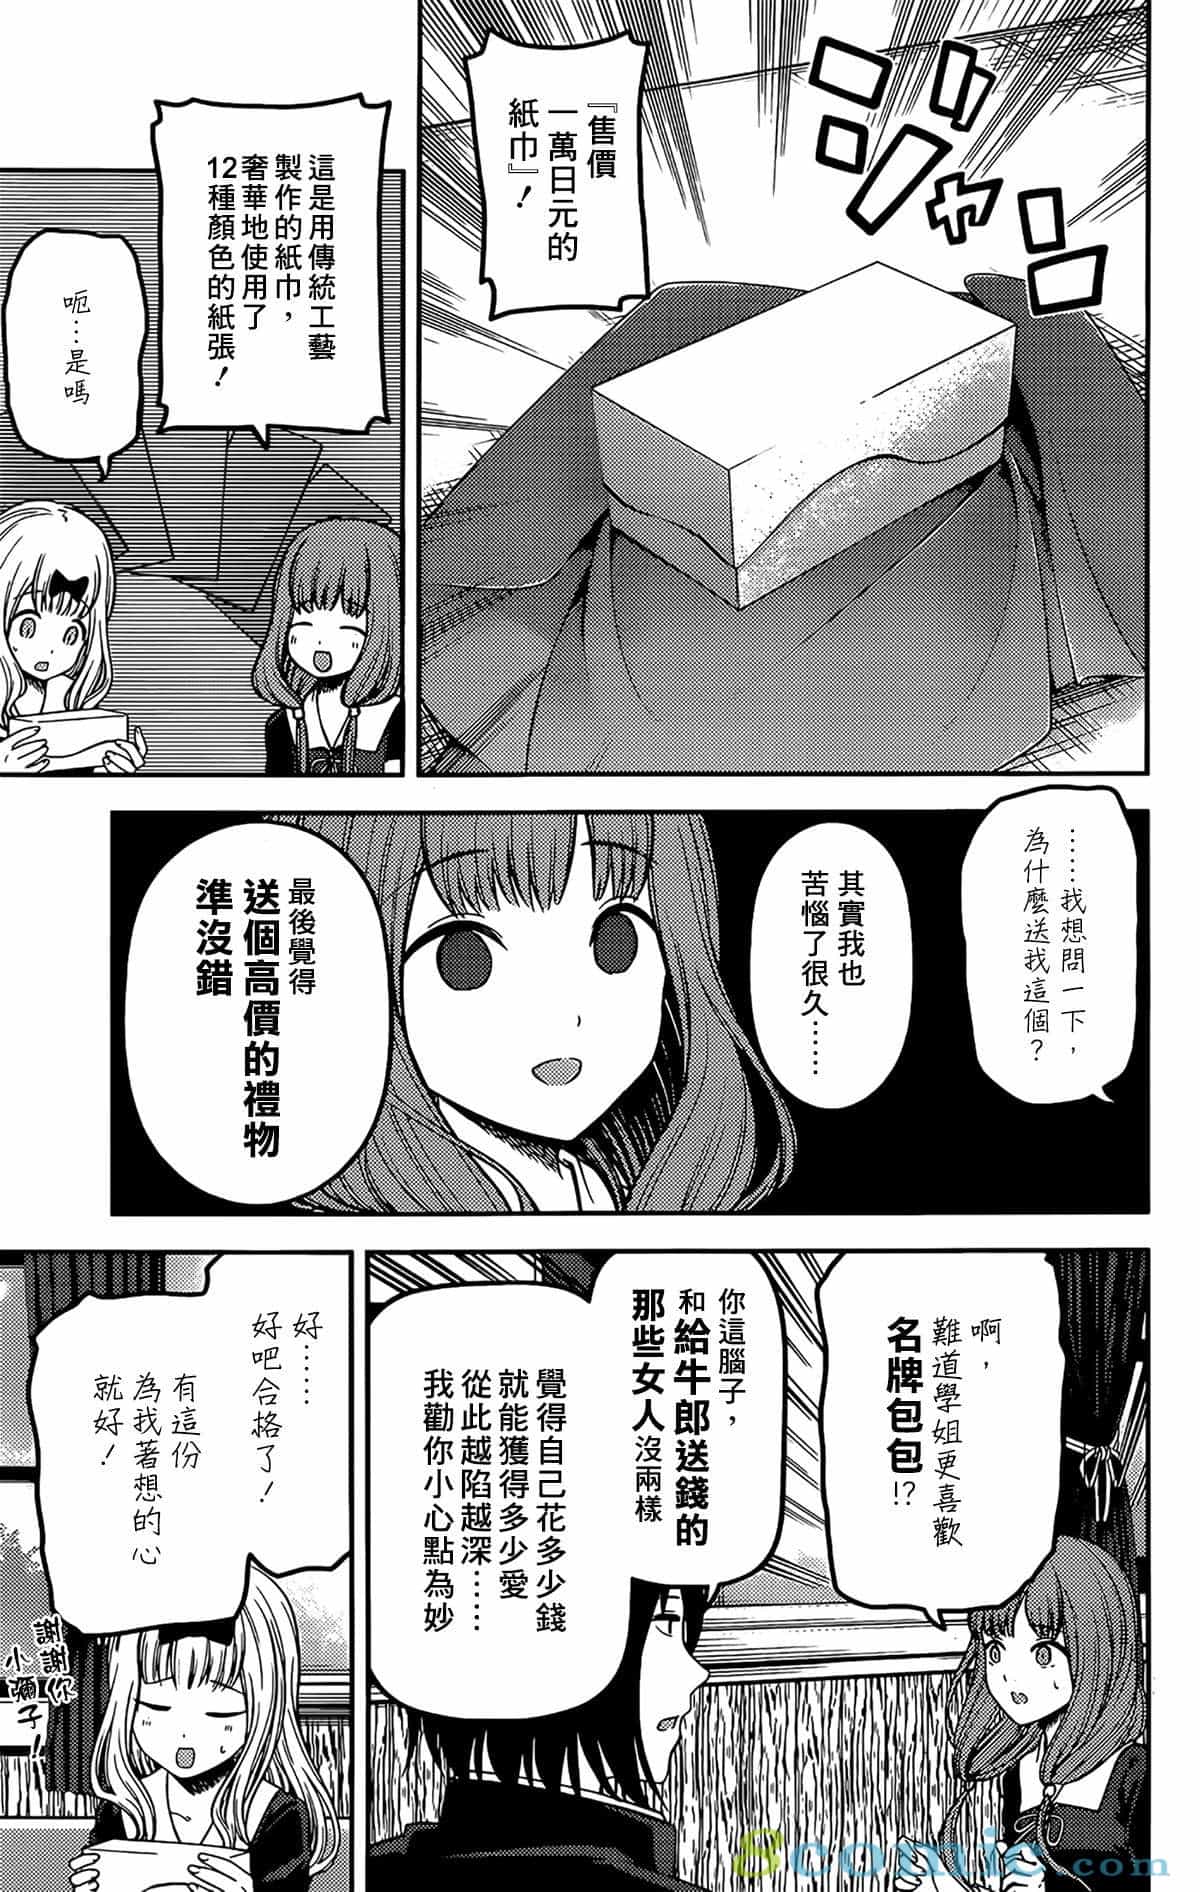 ジャジャン
『售價
一萬日元的
紙巾』！
這是用傳統工藝
製作的紙巾，
奢華地使用了
12種顏色的紙張！
呃…是嗎
……我想問一下，
為什麼送我這個？
其實我也
苦惱了很久……
最後覺得
送個高價的禮物
準沒錯
啊，
難道學姐更喜歡
名牌包包!?
你這腦子，
和給牛郎送錢的
那些女人沒兩樣
覺得自己花多少錢
就能獲得多少愛
從此越陷越深……
我勸你小心點為妙
好……
好吧合格了！
有這份
為我著想的心
就好！
謝謝你
小彌子！
8comic.com